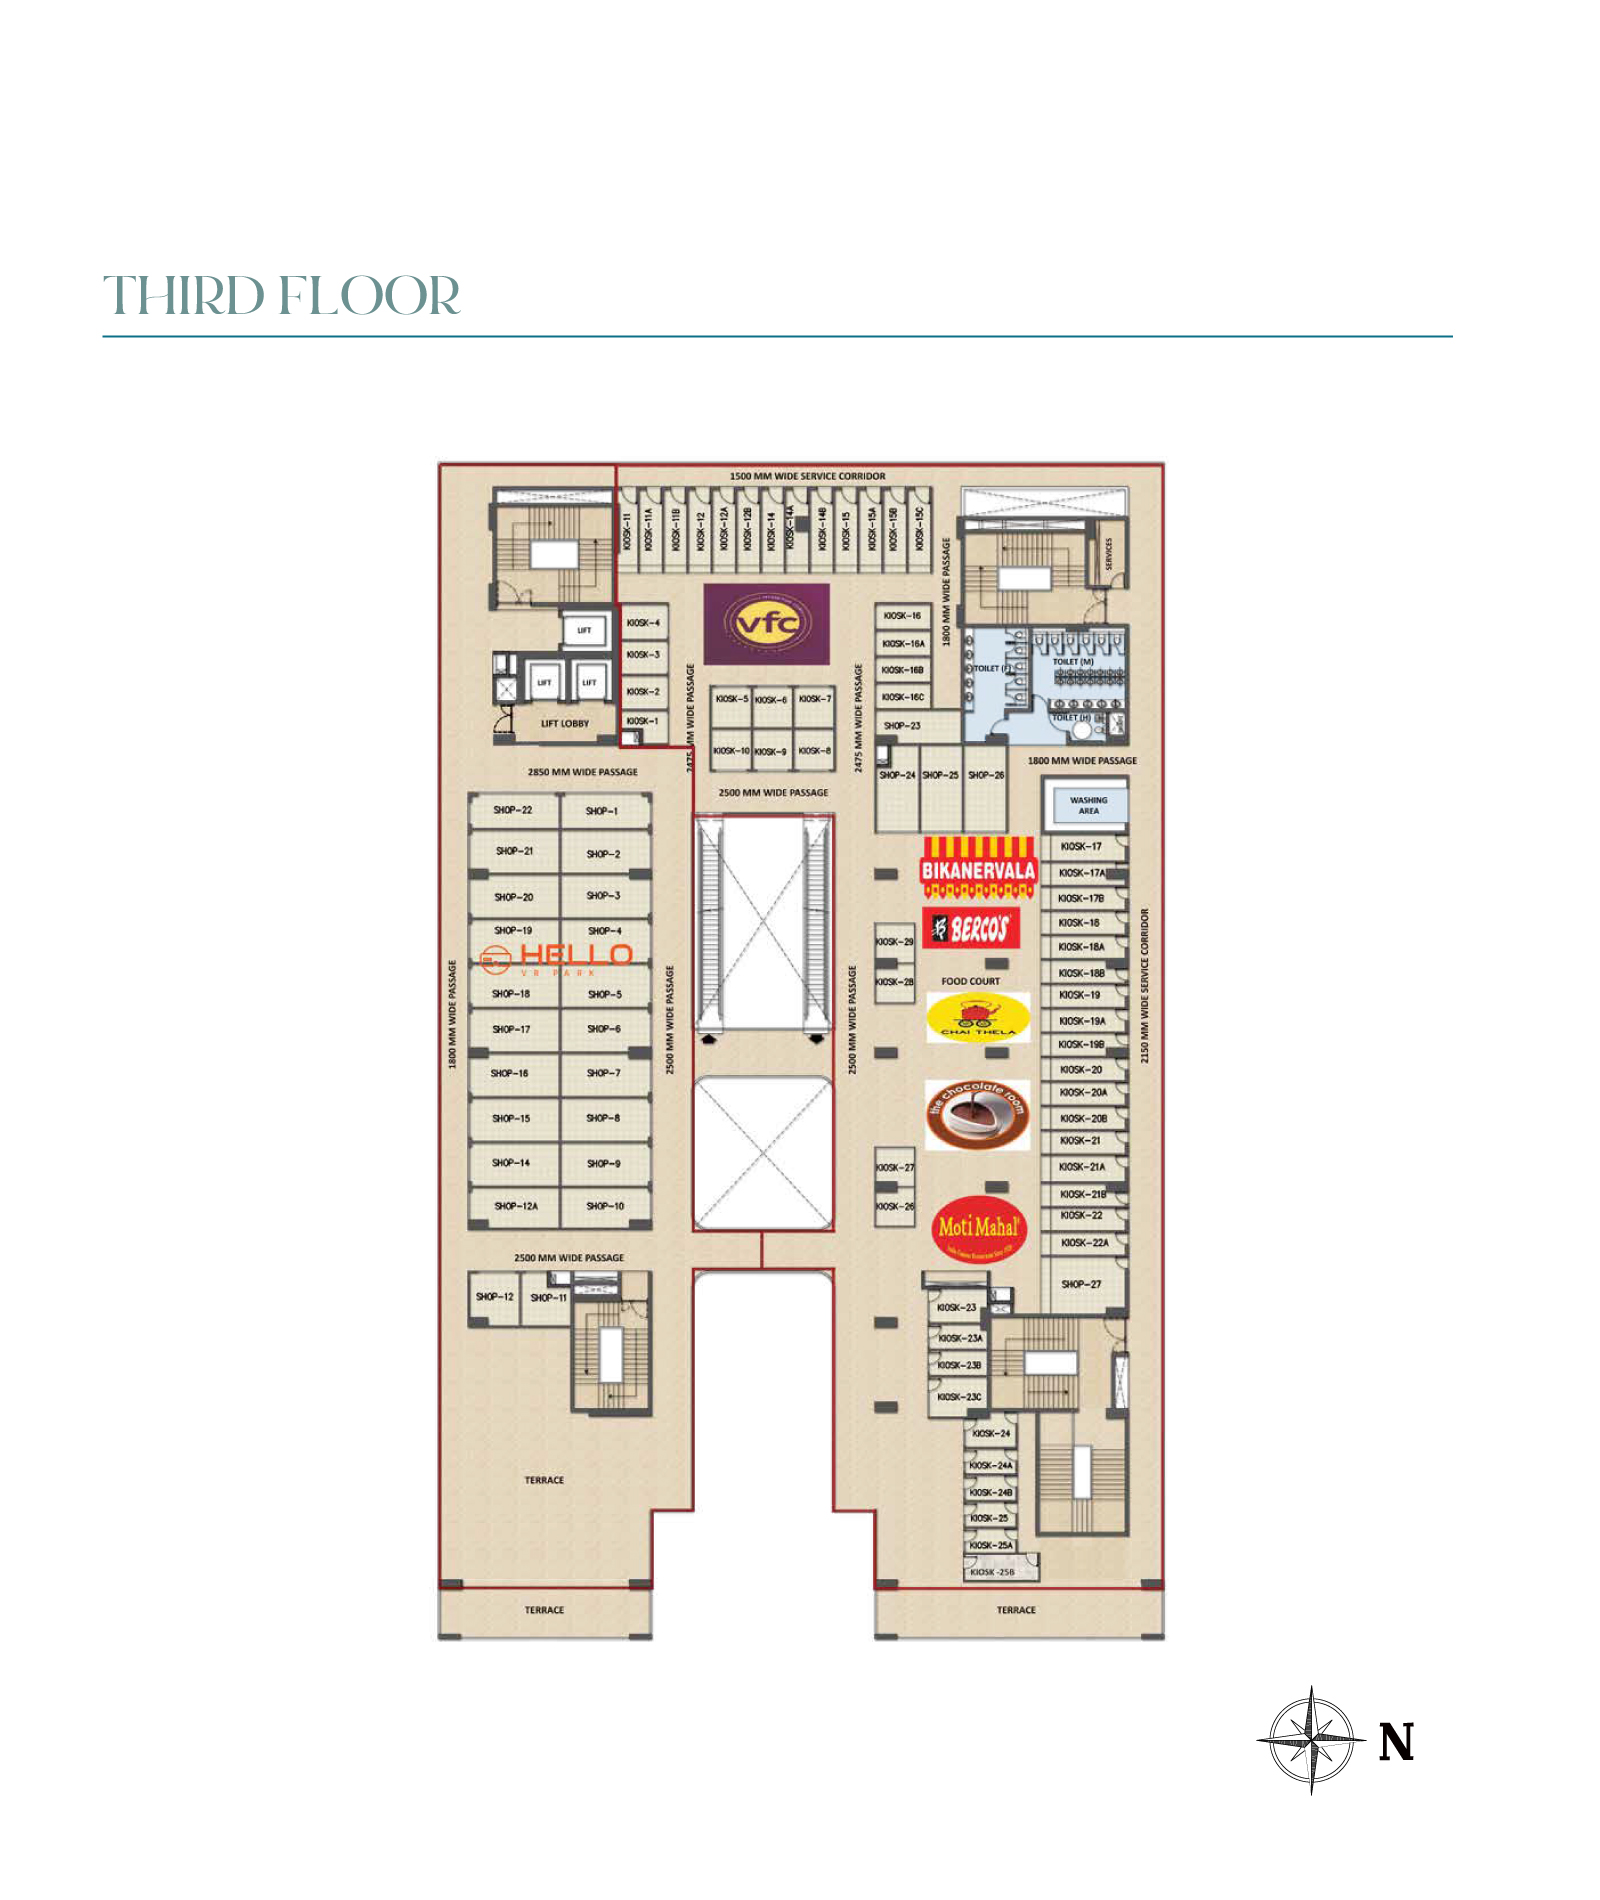 THIRD FLOOR
1500 MM WIDE SERVICE CORRIDOR
KIOSK-11
KIOSK-11A
KIOSK-11B
KIOSK-12
KIOSK-12A
KIOSK-12B
KIOSK-14
KIOSK-14A
KIOSK-14B
KIOSK-15
KIOSK-15A
KIOSK-15B
KIOSK-15C
1800 MM WIDE PASSAGE
SERVICES
LIFT
LIFT
LIFT
LIFT LOBBY
KIOSK-4
KIOSK-3
KIOSK-2
KIOSK-1
vfc
2475 MM WIDE PASSAGE
2475 MM WIDE PASSAGE
KIOSK-5
KIOSK-6
KIOSK-7
KIOSK-10
KIOSK-9
KIOSK-8
KIOSK-16
KIOSK-16A
KIOSK-16B
KIOSK-16C
SHOP-23
TOILET (F)
TOILET (M)
TOILET (H)
2850 MM WIDE PASSAGE
2500 MM WIDE PASSAGE
1800 MM WIDE PASSAGE
SHOP-24
SHOP-25
SHOP-26
WASHING
AREA
SHOP-22
SHOP-1
SHOP-21
SHOP-2
SHOP-20
SHOP-3
SHOP-19
SHOP-4
HELLO
VR PARK
SHOP-18
SHOP-5
SHOP-17
SHOP-6
SHOP-16
SHOP-7
SHOP-15
SHOP-8
SHOP-14
SHOP-9
SHOP-12A
SHOP-10
1800 MM WIDE PASSAGE
2500 MM WIDE PASSAGE
2500 MM WIDE PASSAGE
2150 MM WIDE SERVICE CORRIDOR
BIKANERVALA
BERCO'S
KIOSK-29
KIOSK-28
FOOD COURT
CHAI THELA
the chocolate room
KIOSK-27
KIOSK-26
Moti Mahal
KIOSK-17
KIOSK-17A
KIOSK-17B
KIOSK-18
KIOSK-18A
KIOSK-18B
KIOSK-19
KIOSK-19A
KIOSK-19B
KIOSK-20
KIOSK-20A
KIOSK-20B
KIOSK-21
KIOSK-21A
KIOSK-21B
KIOSK-22
KIOSK-22A
SHOP-27
2500 MM WIDE PASSAGE
SHOP-12
SHOP-11
KIOSK-23
KIOSK-23A
KIOSK-23B
KIOSK-23C
KIOSK-24
KIOSK-24A
KIOSK-24B
KIOSK-25
KIOSK-25A
KIOSK -25B
TERRACE
TERRACE
TERRACE
N